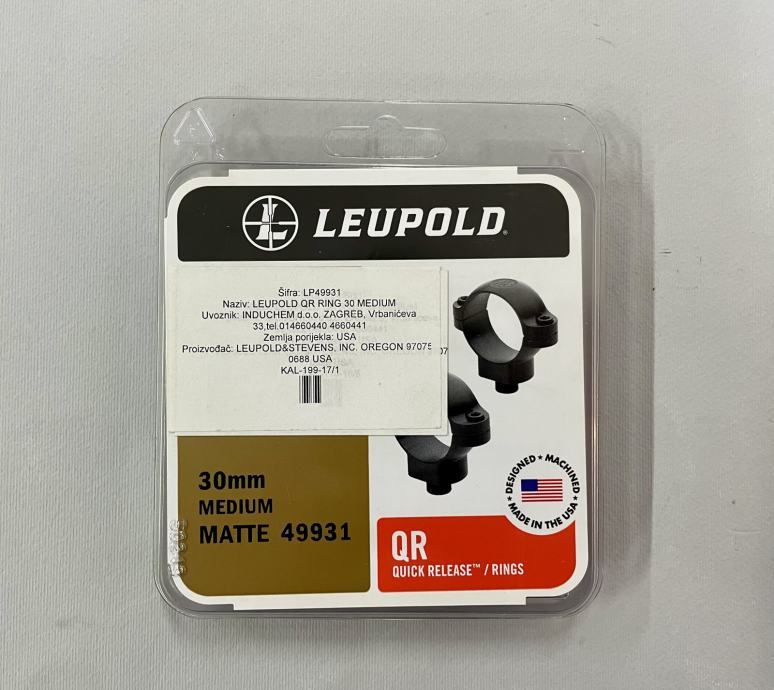 LEUPOLD
Šifra: LP49931
Naziv: LEUPOLD QR RING 30 MEDIUM
Uvoznik: INDUCHEM d.o.o. ZAGREB, Vrbanićeva
33,tel.014660440 4660441
Zemlja porijekla: USA
Proizvođač: LEUPOLD&STEVENS, INC. OREGON 97075
0688 USA
KAL-199-17/1
30mm
MEDIUM
MATTE 49931
DESIGNED ★ MACHINED
★ MADE IN THE USA ★
QR
QUICK RELEASE™ / RINGS